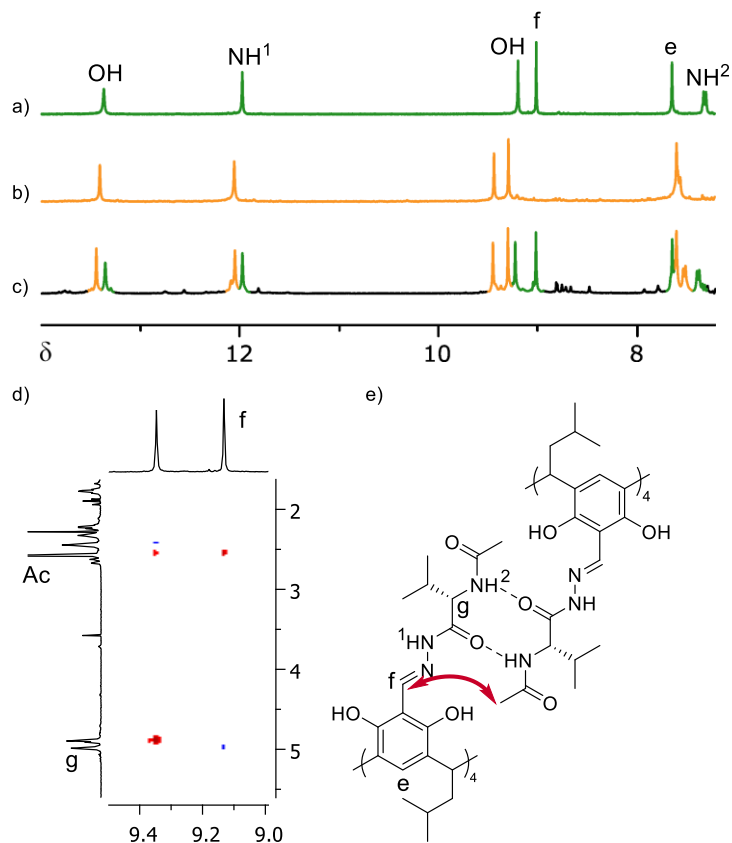 OH NH¹ OH f e NH²
a)
b)
c)
δ 12 10 8
d) e)
f
2
Ac 3
4
g 5
9.4 9.2 9.0
4
HO OH
O
N
NH² O
g
N NH
¹HN O
O HN
f N
O
HO OH
e 4